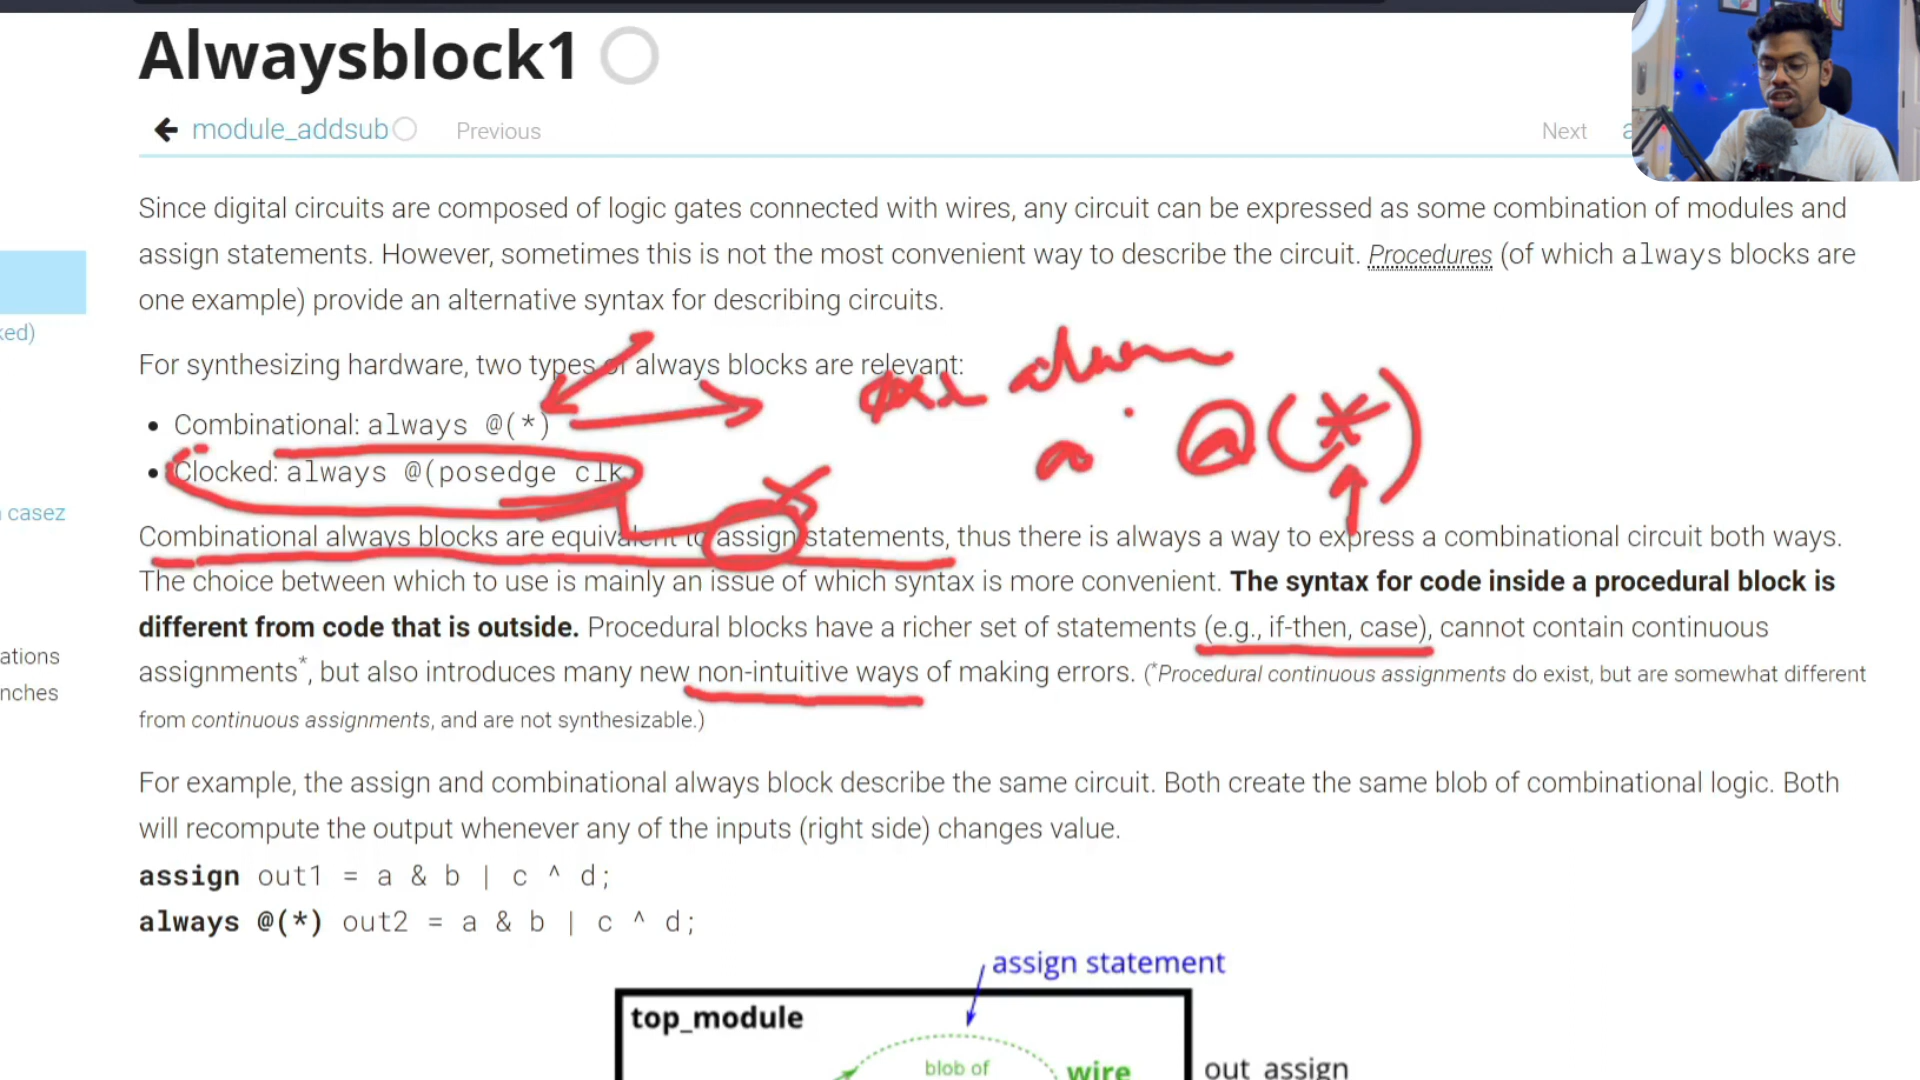 Alwaysblock1
module_addsub Previous Next
Since digital circuits are composed of logic gates connected with wires, any circuit can be expressed as some combination of modules and
assign statements. However, sometimes this is not the most convenient way to describe the circuit. Procedures (of which always blocks are
one example) provide an alternative syntax for describing circuits.
ked)
For synthesizing hardware, two types of always blocks are relevant:
• Combinational: always @(*)
@(*)
• Clocked: always @(posedge clk
casez
Combinational always blocks are equivalent to assign statements, thus there is always a way to express a combinational circuit both ways.
The choice between which to use is mainly an issue of which syntax is more convenient. The syntax for code inside a procedural block is
different from code that is outside. Procedural blocks have a richer set of statements (e.g., if-then, case), cannot contain continuous
ations
assignments*, but also introduces many new non-intuitive ways of making errors. (*Procedural continuous assignments do exist, but are somewhat different
nches
from continuous assignments, and are not synthesizable.)
For example, the assign and combinational always block describe the same circuit. Both create the same blob of combinational logic. Both
will recompute the output whenever any of the inputs (right side) changes value.
assign out1 = a & b | c ^ d;
always @(*) out2 = a & b | c ^ d;
assign statement
top_module
blob of
wire
out_assign